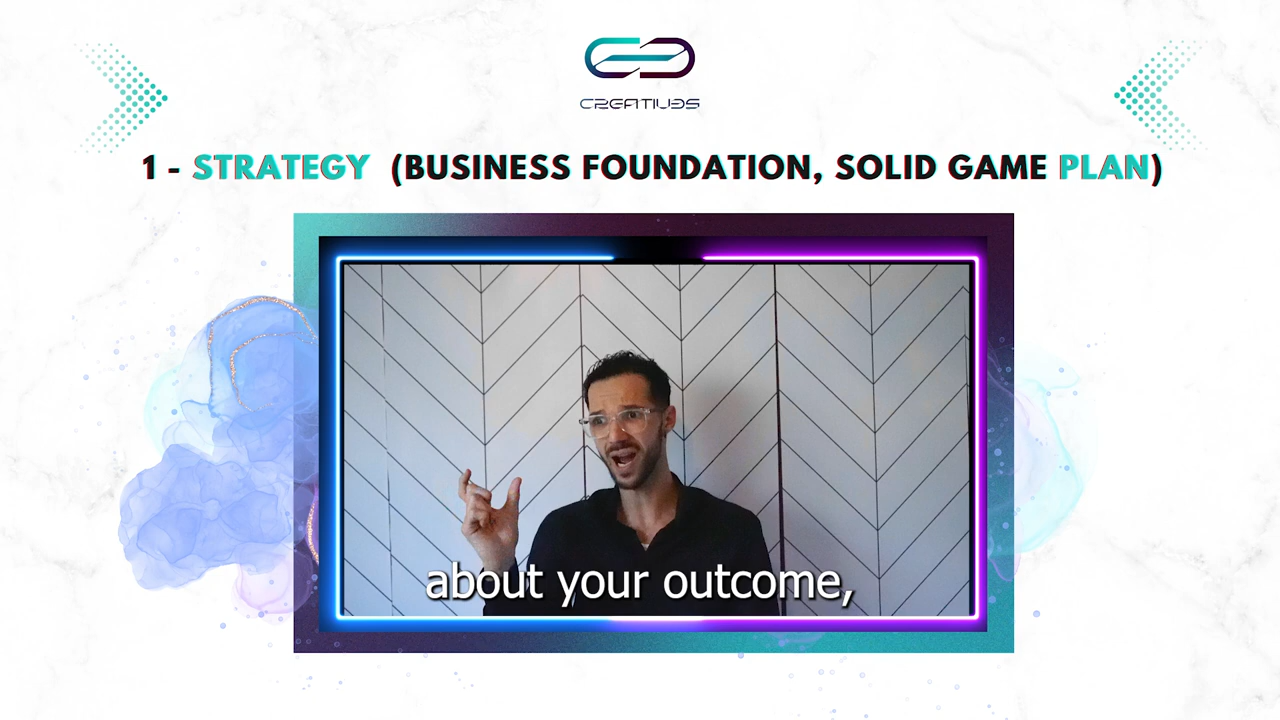 CREATIVES
1 - STRATEGY (BUSINESS FOUNDATION, SOLID GAME PLAN)
about your outcome,